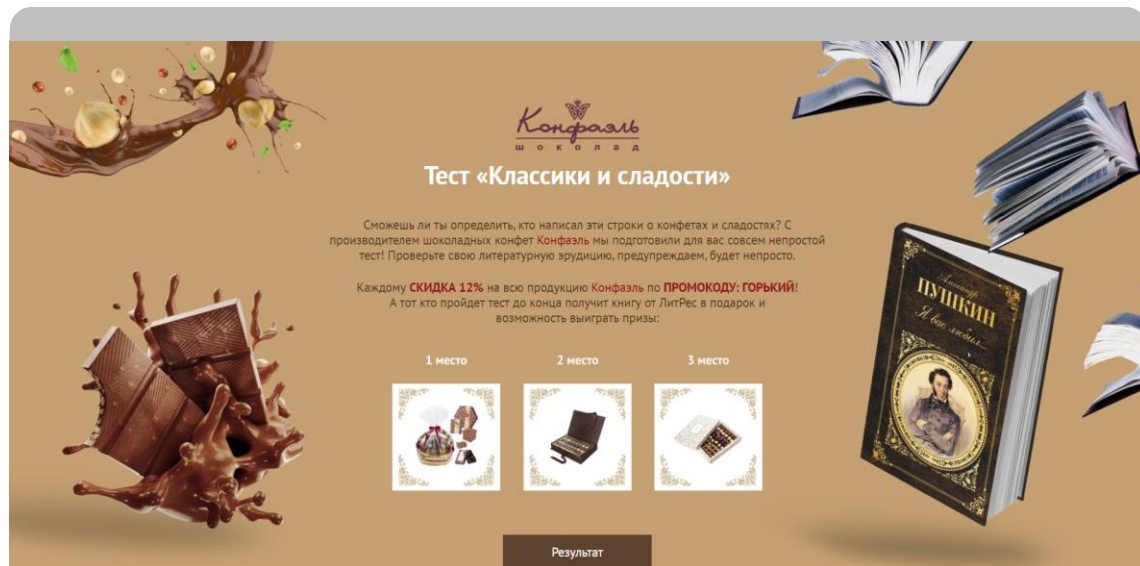 Конфаэль
ШОКОЛАД
Тест «Классики и сладости»
Сможешь ли ты определить, кто написал эти строки о конфетах и сладостях? С
производителем шоколадных конфет Конфаэль мы подготовили для вас совсем непростой
тест! Проверьте свою литературную эрудицию, предупреждаем, будет непросто.
Каждому СКИДКА 12% на всю продукцию Конфаэль по ПРОМОКОДУ: ГОРЬКИЙ!
А тот кто пройдет тест до конца получит книгу от ЛитРес в подарок и
возможность выиграть призы:
1 место
2 место
3 место
Александр
ПУШКИН
Я вас любил...
Результат